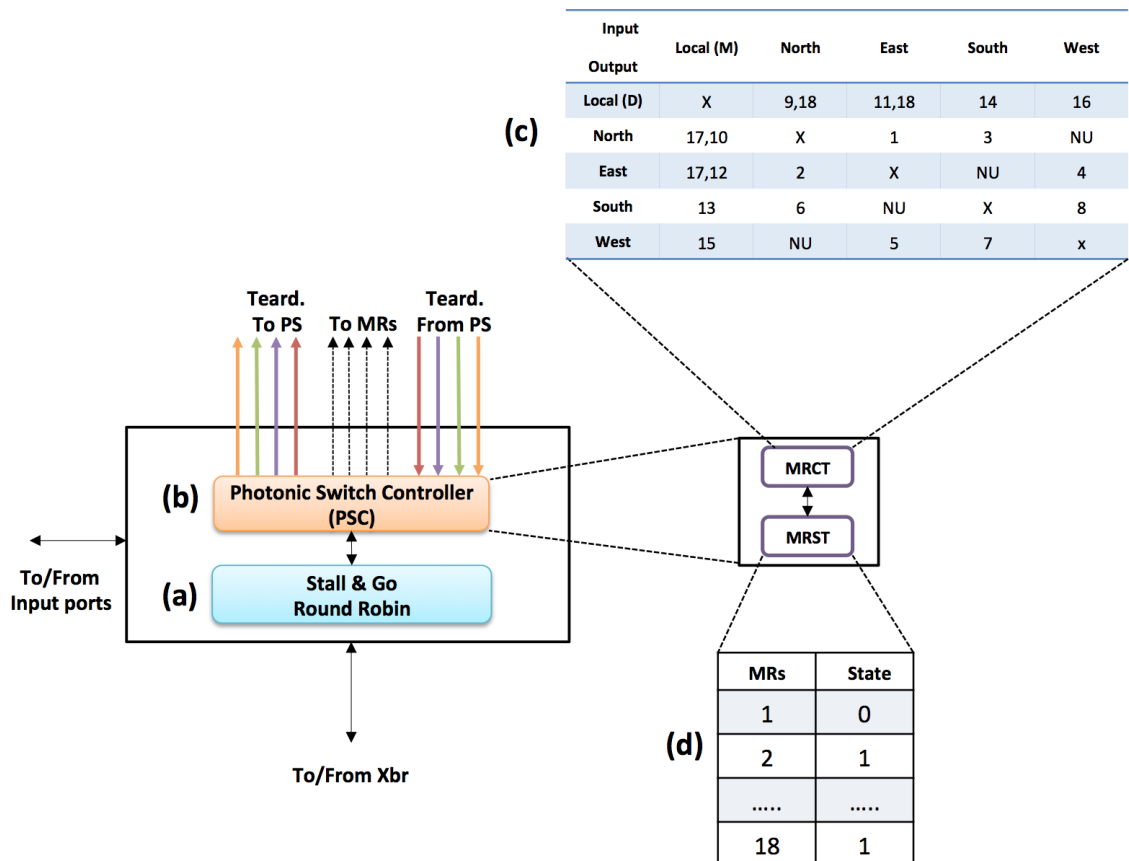 Input
Output
Local (M) North East South West
Local (D) X 9,18 11,18 14 16
North 17,10 X 1 3 NU
East 17,12 2 X NU 4
South 13 6 NU X 8
West 15 NU 5 7 x
(c)
Teard.
To PS
To MRs
Teard.
From PS
(b)
Photonic Switch Controller
(PSC)
(a)
Stall & Go
Round Robin
To/From
Input ports
To/From Xbr
MRCT
MRST
(d)
MRs State
1 0
2 1
..... .....
18 1